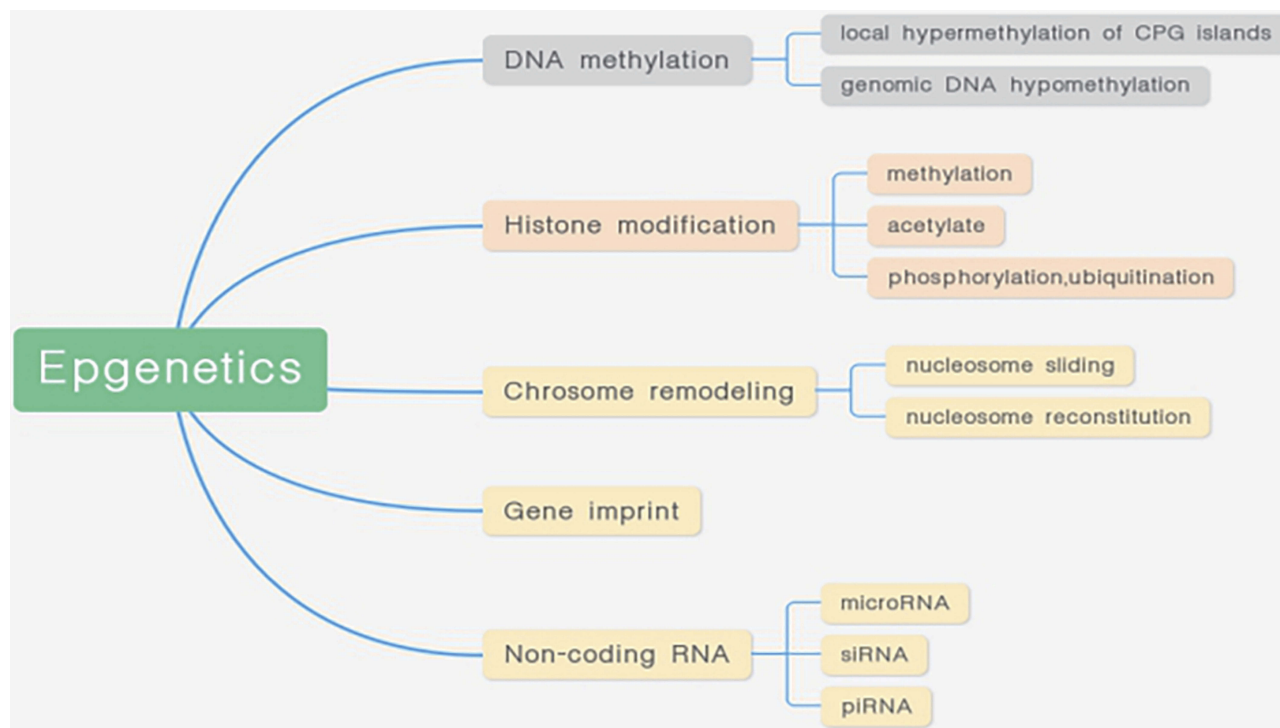 DNA methylation
local hypermethylation of CPG islands
genomic DNA hypomethylation
Histone modification
methylation
acetylate
phosphorylation,ubiquitination
Epgenetics
Chrosome remodeling
nucleosome sliding
nucleosome reconstitution
Gene imprint
Non-coding RNA
microRNA
siRNA
piRNA